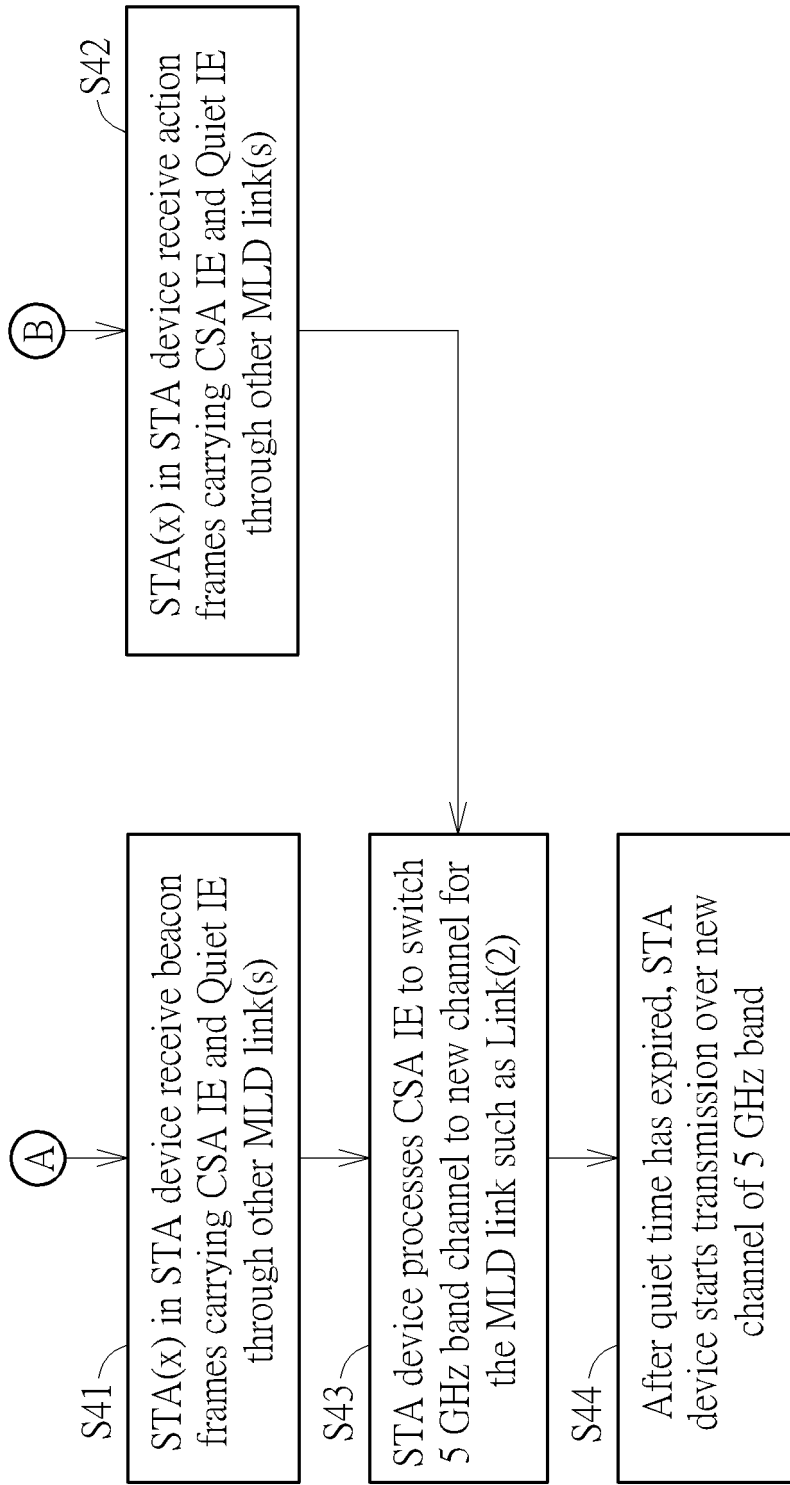 A
S41
STA(x) in STA device receive beacon
frames carrying CSA IE and Quiet IE
through other MLD link(s)
B
S42
STA(x) in STA device receive action
frames carrying CSA IE and Quiet IE
through other MLD link(s)
S43
STA device processes CSA IE to switch
5 GHz band channel to new channel for
the MLD link such as Link(2)
S44
After quiet time has expired, STA
device starts transmission over new
channel of 5 GHz band